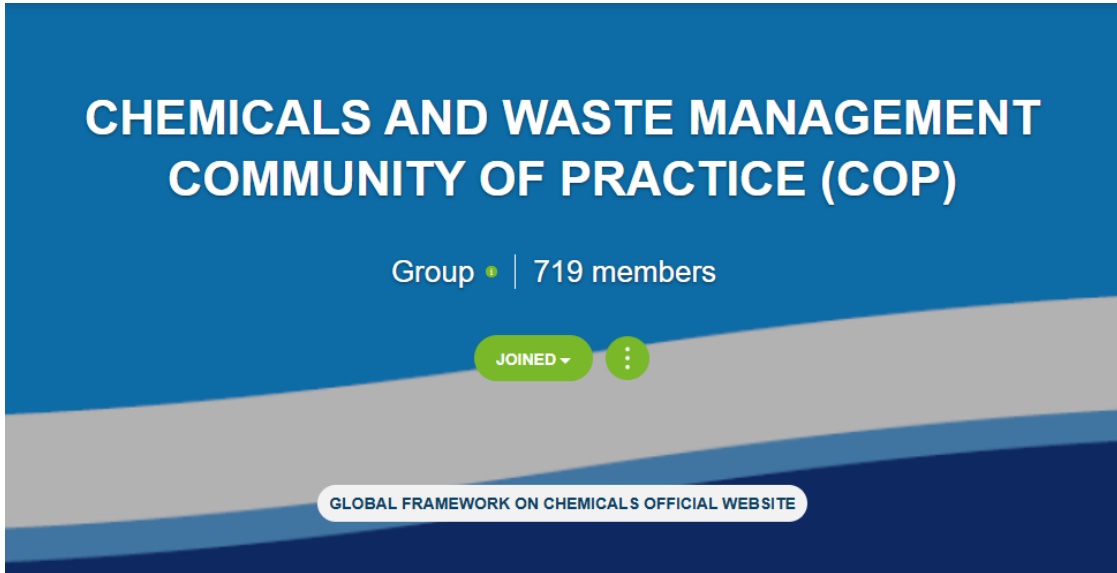 CHEMICALS AND WASTE MANAGEMENT
COMMUNITY OF PRACTICE (COP)
Group
719 members
JOINED
GLOBAL FRAMEWORK ON CHEMICALS OFFICIAL WEBSITE